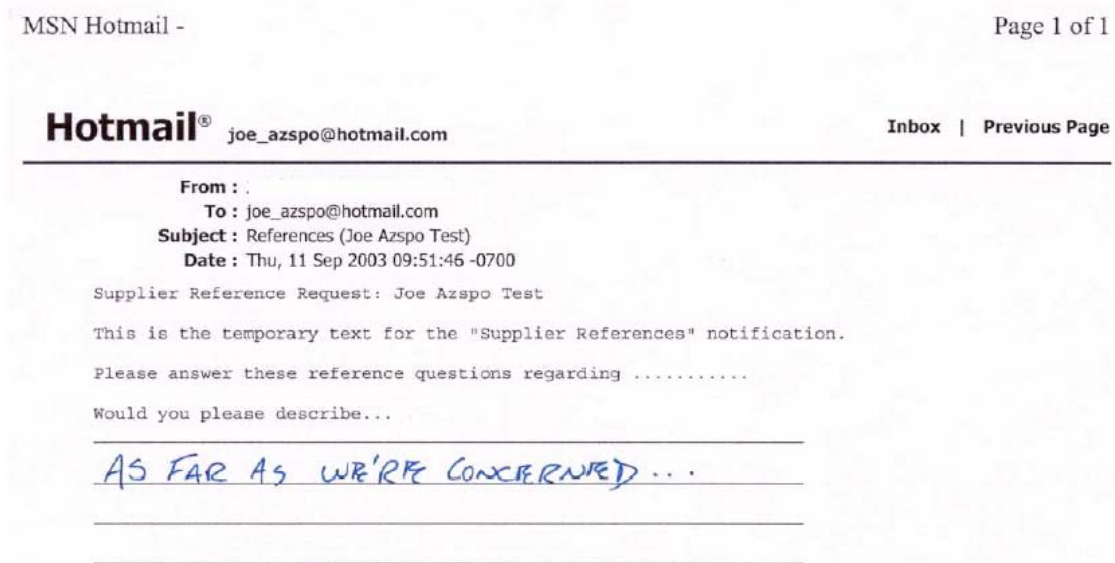 MSN Hotmail - Page 1 of 1
Hotmail® joe_azspo@hotmail.com Inbox | Previous Page
From :
To : joe_azspo@hotmail.com
Subject : References (Joe Azspo Test)
Date : Thu, 11 Sep 2003 09:51:46 -0700
Supplier Reference Request: Joe Azspo Test
This is the temporary text for the "Supplier References" notification.
Please answer these reference questions regarding ...........
Would you please describe...
AS FAR AS WE'RE CONCERNED ...